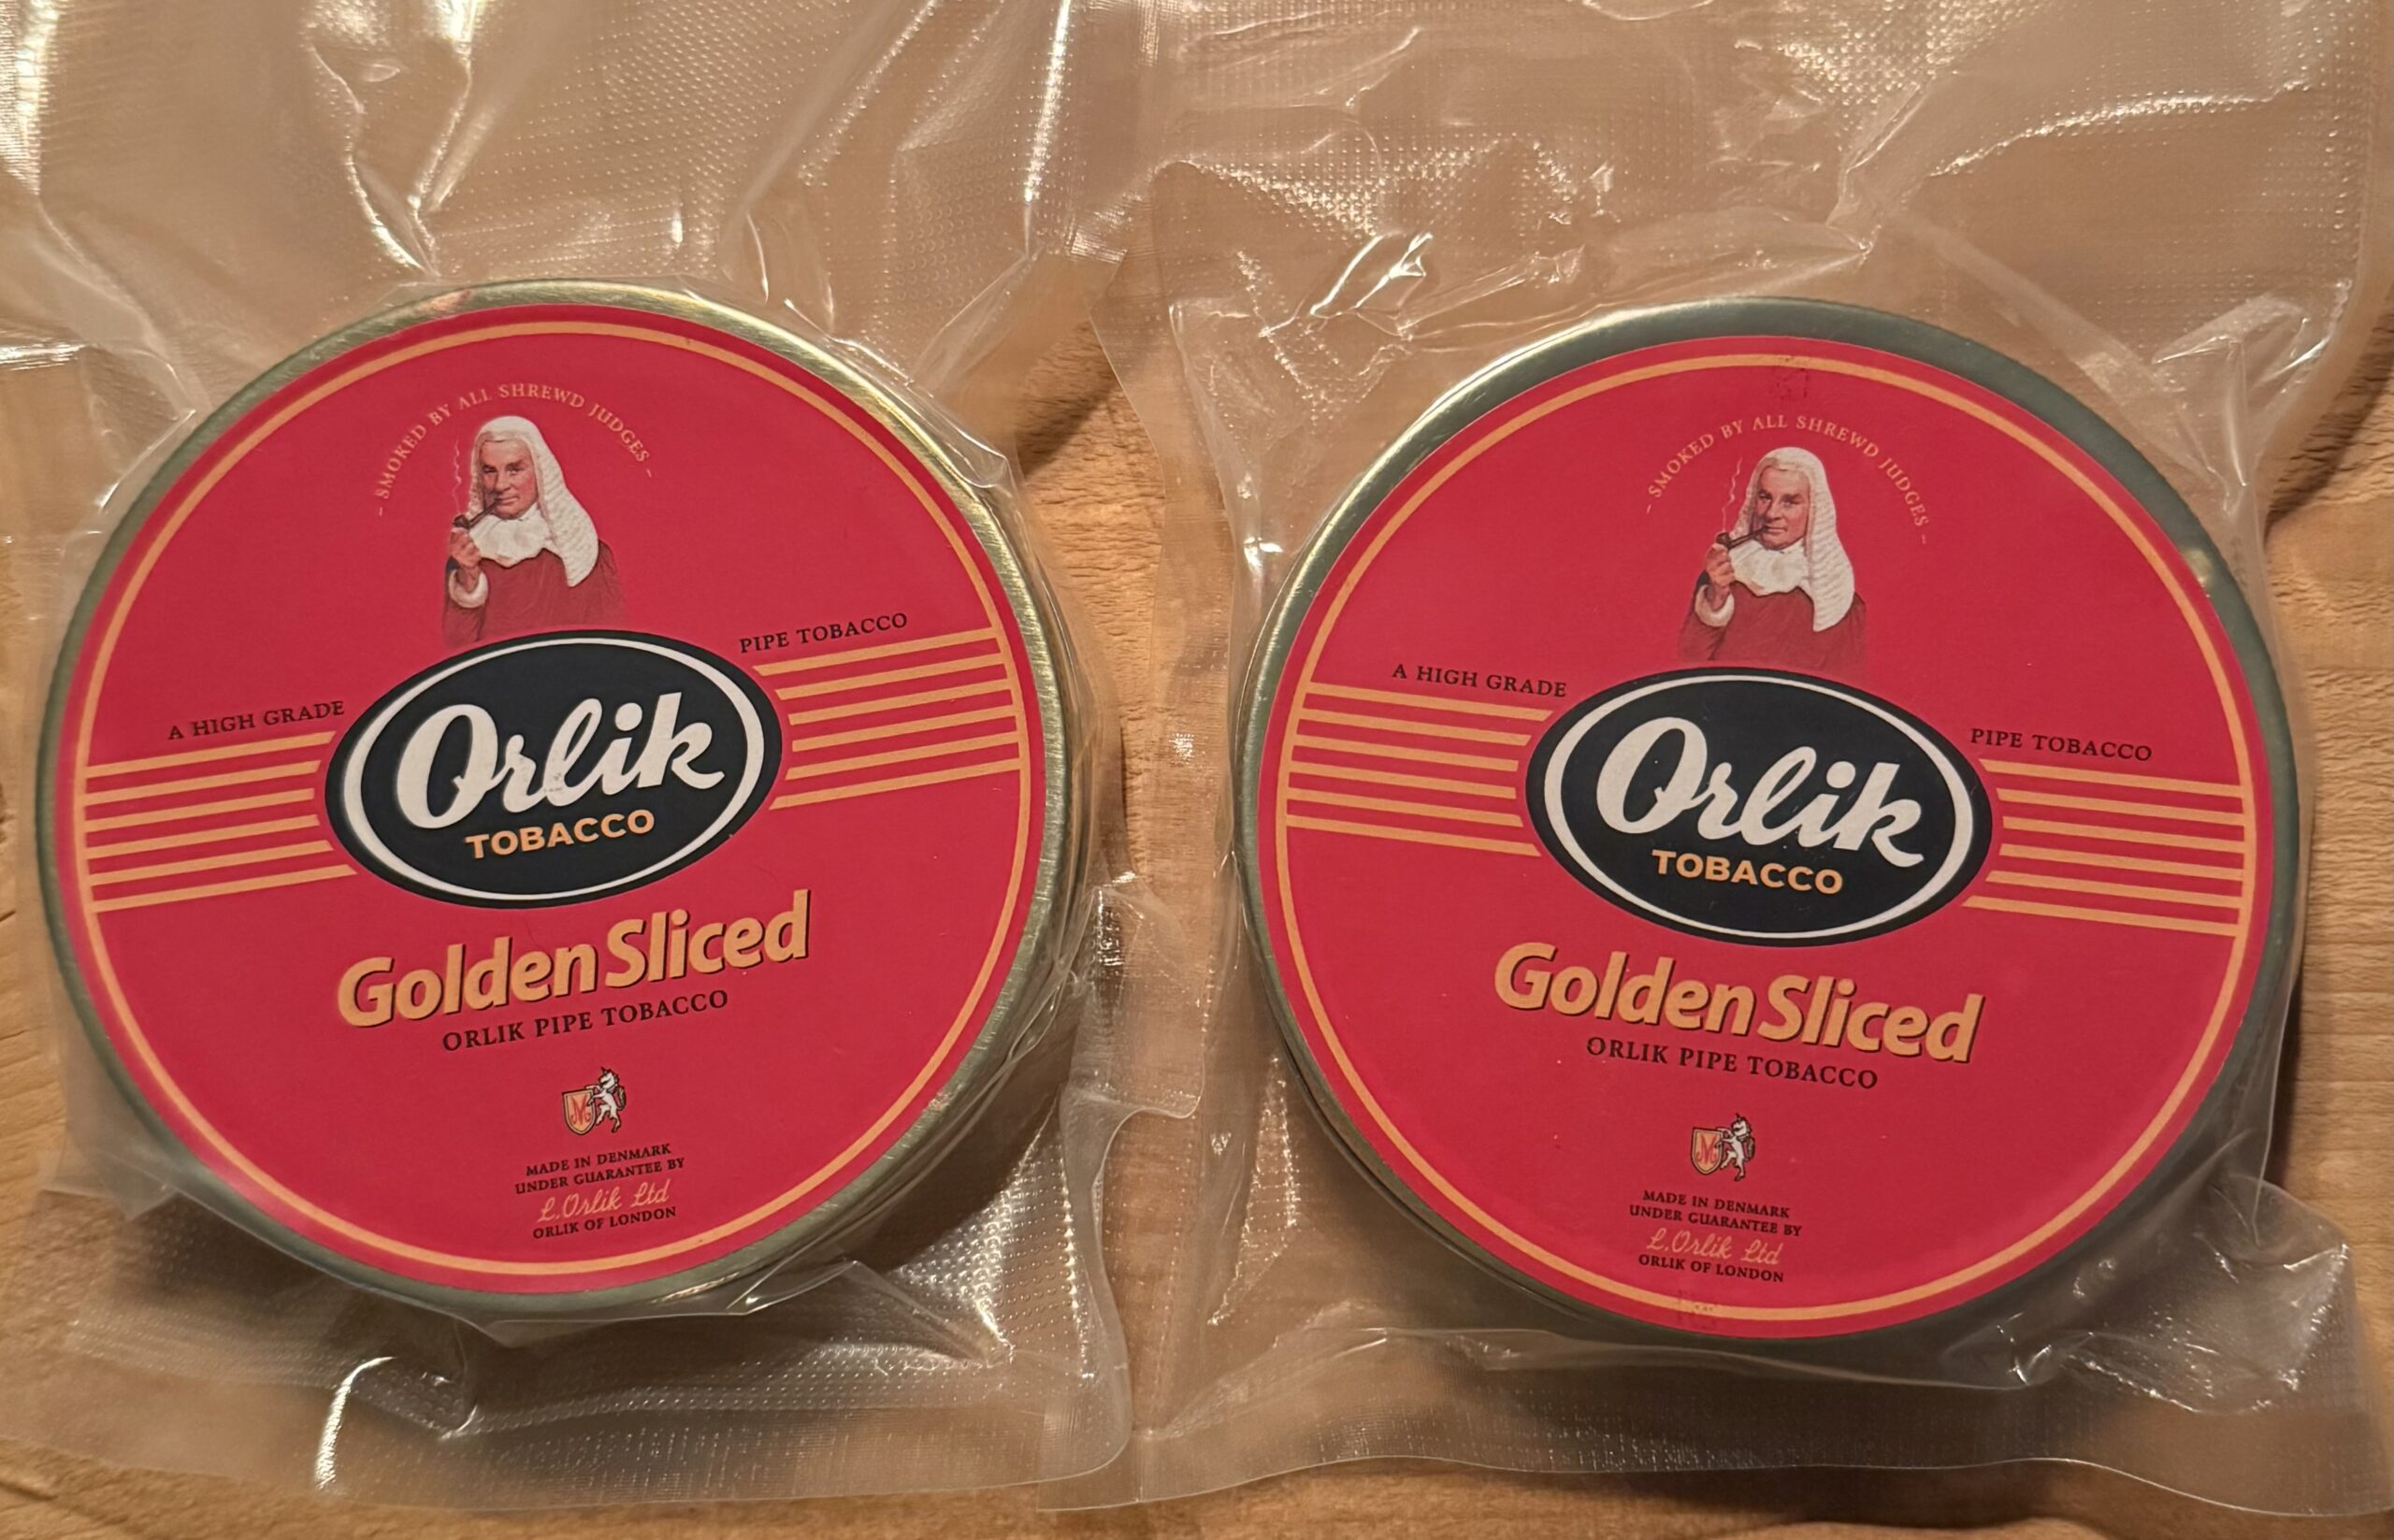 - SMOKED BY ALL SHREWD JUDGES -
A HIGH GRADE
PIPE TOBACCO
Orlik
TOBACCO
Golden Sliced
ORLIK PIPE TOBACCO
M
MADE IN DENMARK
UNDER GUARANTEE BY
L.Orlik Ltd
ORLIK OF LONDON
- SMOKED BY ALL SHREWD JUDGES -
A HIGH GRADE
PIPE TOBACCO
Orlik
TOBACCO
Golden Sliced
ORLIK PIPE TOBACCO
M
MADE IN DENMARK
UNDER GUARANTEE BY
L.Orlik Ltd
ORLIK OF LONDON